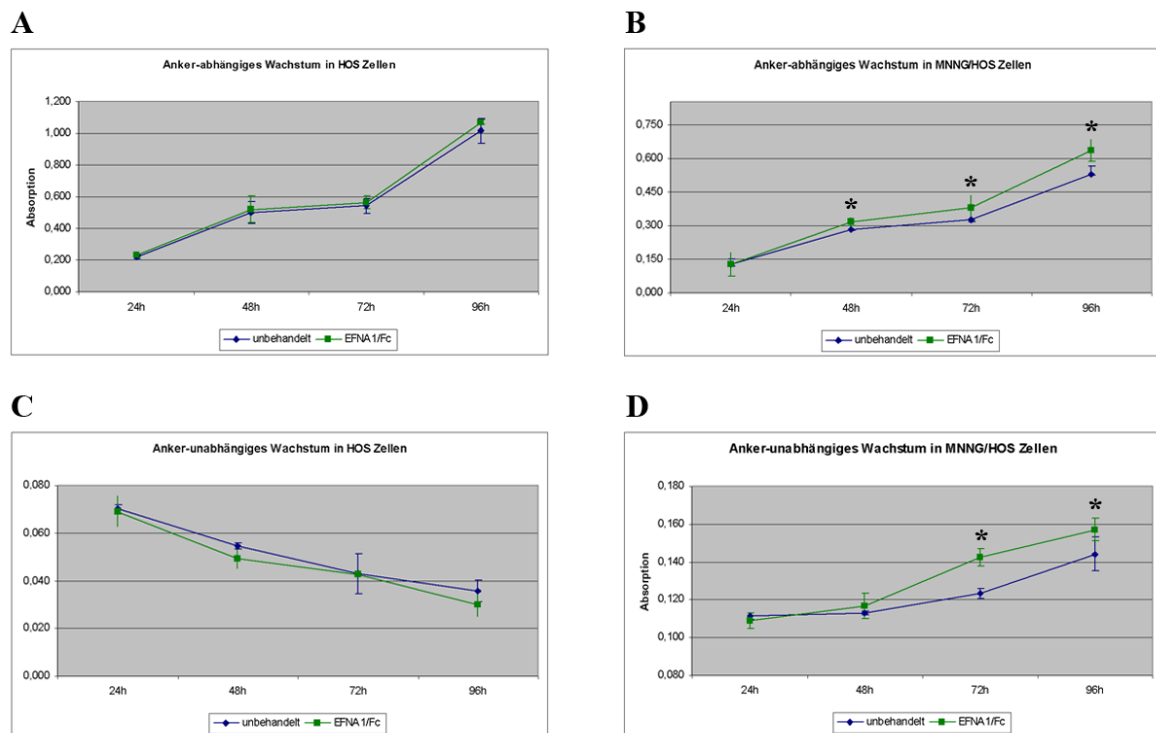 A
Anker-abhängiges Wachstum in HOS Zellen
Absorption
1,200
1,000
0,800
0,600
0,400
0,200
0,000
24h 48h 72h 96h
unbehandelt EFNA1/Fc
B
Anker-abhängiges Wachstum in MNNG/HOS Zellen
Absorption
0,750
0,600
0,450
0,300
0,150
0,000
* * *
24h 48h 72h 96h
unbehandelt EFNA1/Fc
C
Anker-unabhängiges Wachstum in HOS Zellen
0,080
0,060
0,040
0,020
0,000
24h 48h 72h 96h
unbehandelt EFNA1/Fc
D
Anker-unabhängiges Wachstum in MNNG/HOS Zellen
Absorption
0,180
0,160
0,140
0,120
0,100
0,080
* *
24h 48h 72h 96h
unbehandelt EFNA1/Fc